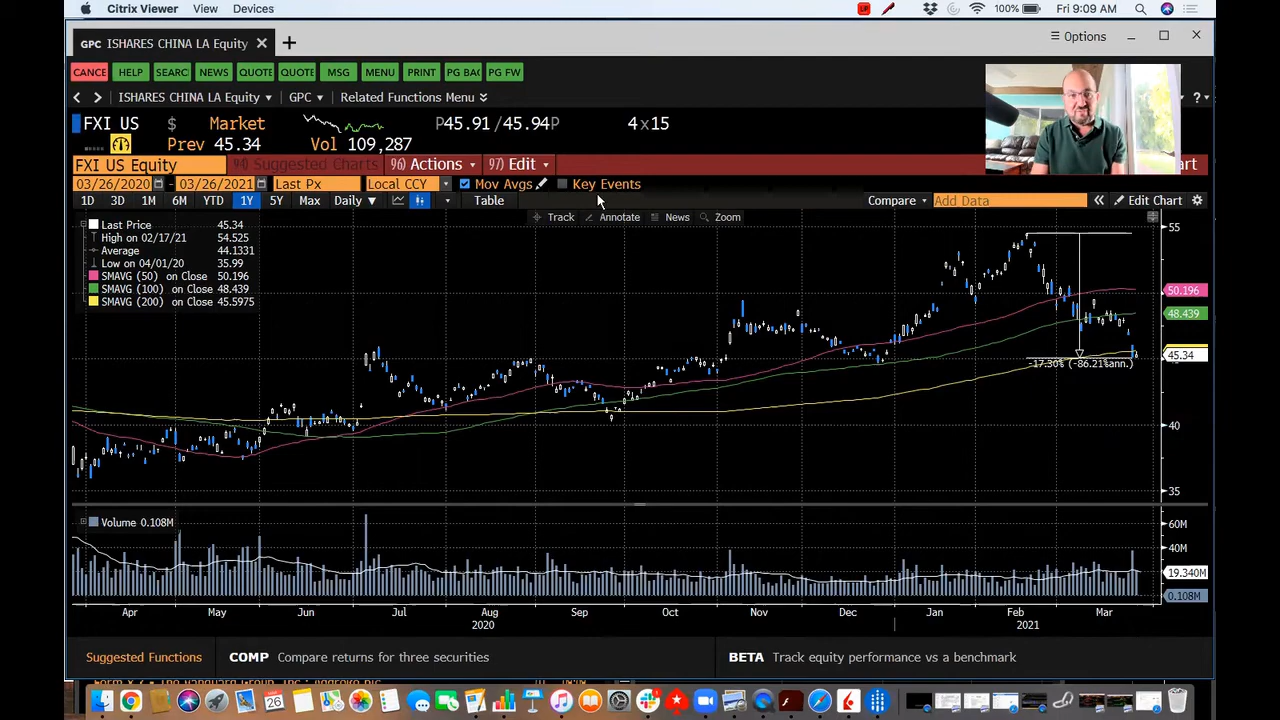 Citrix Viewer View Devices 100% Fri 9:09 AM
GPC ISHARES CHINA LA Equity
Options
CANCE HELP SEARC NEWS QUOTE QUOTE MSG MENU PRINT PG BAC PG FW
ISHARES CHINA LA Equity GPC Related Functions Menu ?
FXI US $ Market P45.91/45.94P 4x15
Prev 45.34 Vol 109,287
FXI US Equity 94) Suggested Charts 96) Actions 97) Edit
03/26/2020 - 03/26/2021 Last Px Local CCY Mov Avgs Key Events
1D 3D 1M 6M YTD 1Y 5Y Max Daily Table Compare Add Data Edit Chart
Track Annotate News Zoom
Last Price 45.34
High on 02/17/21 54.525
Average 44.1331
Low on 04/01/20 35.99
SMAVG (50) on Close 50.196
SMAVG (100) on Close 48.439
SMAVG (200) on Close 45.5975
55
50.196
48.439
45.34
-17.30% (-86.21%ann.)
40
35
Volume 0.108M
60M
40M
19.340M
0.108M
Apr May Jun Jul Aug Sep Oct Nov Dec Jan Feb Mar
2020 2021
Suggested Functions COMP Compare returns for three securities BETA Track equity performance vs a benchmark